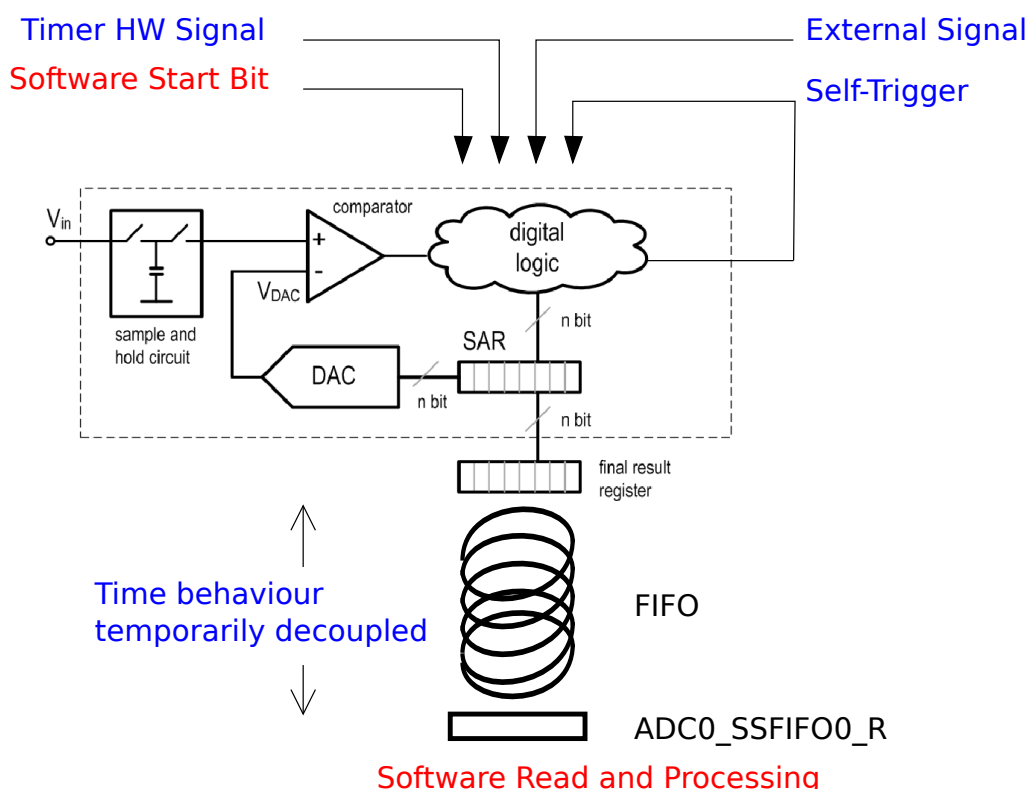 Timer HW Signal
External Signal
Software Start Bit
Self-Trigger
Vin
comparator
+
-
digital
logic
VDAC
n bit
sample and
hold circuit
SAR
DAC
n bit
n bit
final result
register
Time behaviour
temporarily decoupled
FIFO
ADC0_SSFIFO0_R
Software Read and Processing